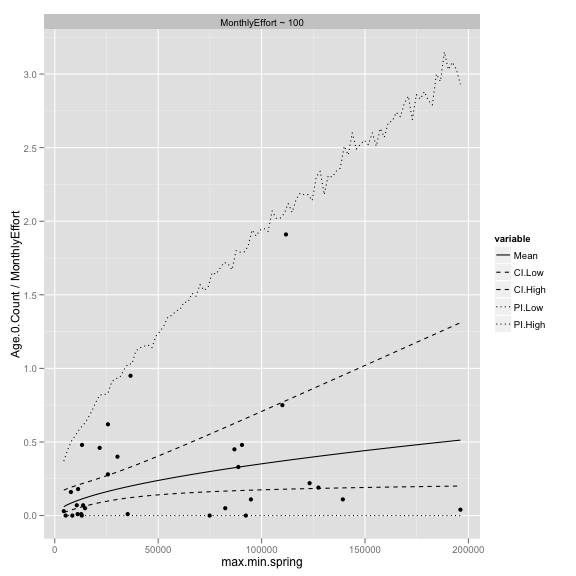 MonthlyEffort ~ 100
Age.0.Count / MonthlyEffort
3.0
2.5
2.0
1.5
1.0
0.5
0.0
0
50000
100000
150000
200000
max.min.spring
variable
Mean
CI.Low
CI.High
PI.Low
PI.High